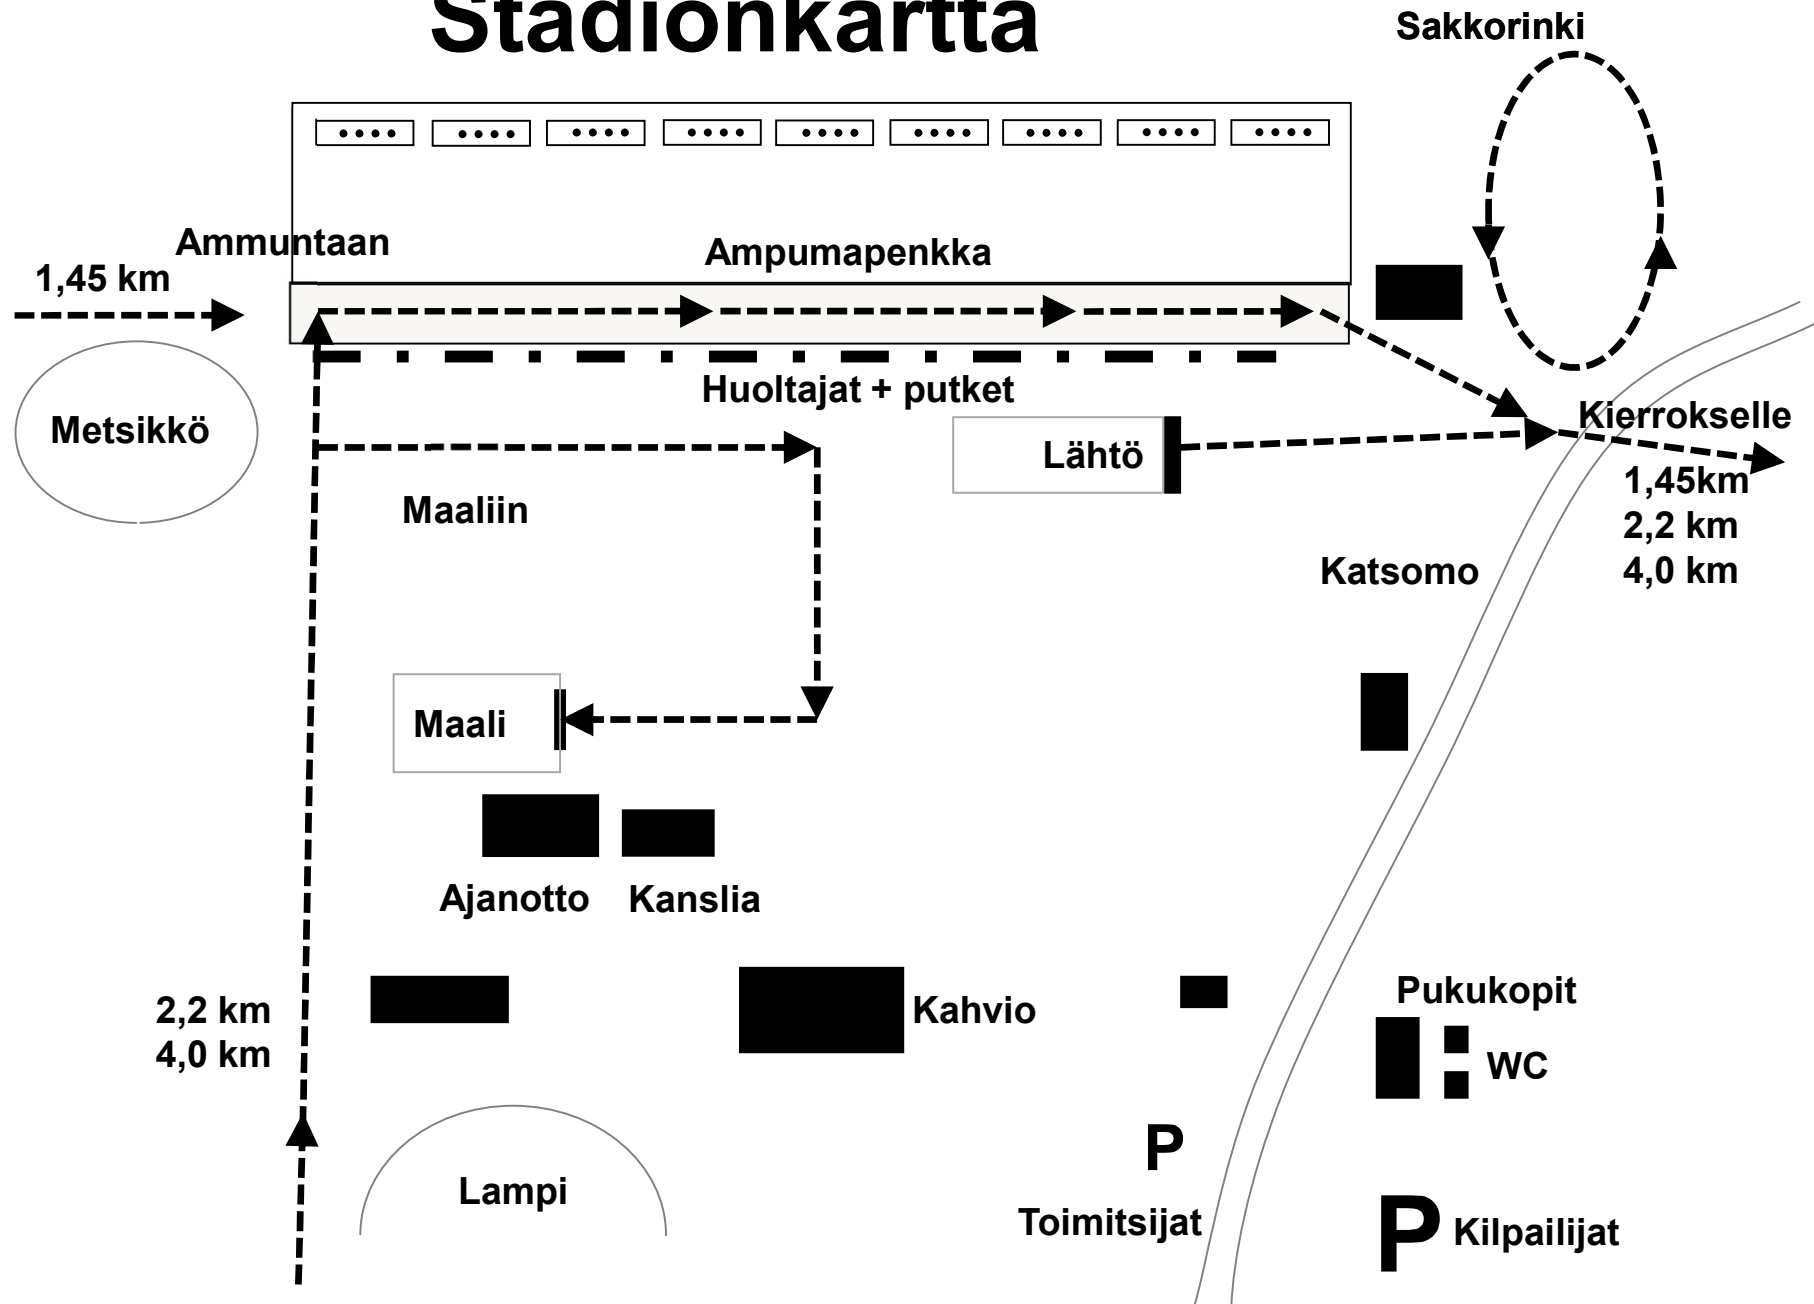 Stadionkartta
Sakkorinki
Ammuntaan
Ampumapenkka
1,45 km
Huoltajat + putket
Metsikkö
Kierrokselle
Lähtö
1,45km
2,2 km
4,0 km
Maaliin
Katsomo
Maali
Ajanotto
Kanslia
2,2 km
4,0 km
Kahvio
Pukukopit
WC
P
Lampi
Toimitsijat
P Kilpailijat